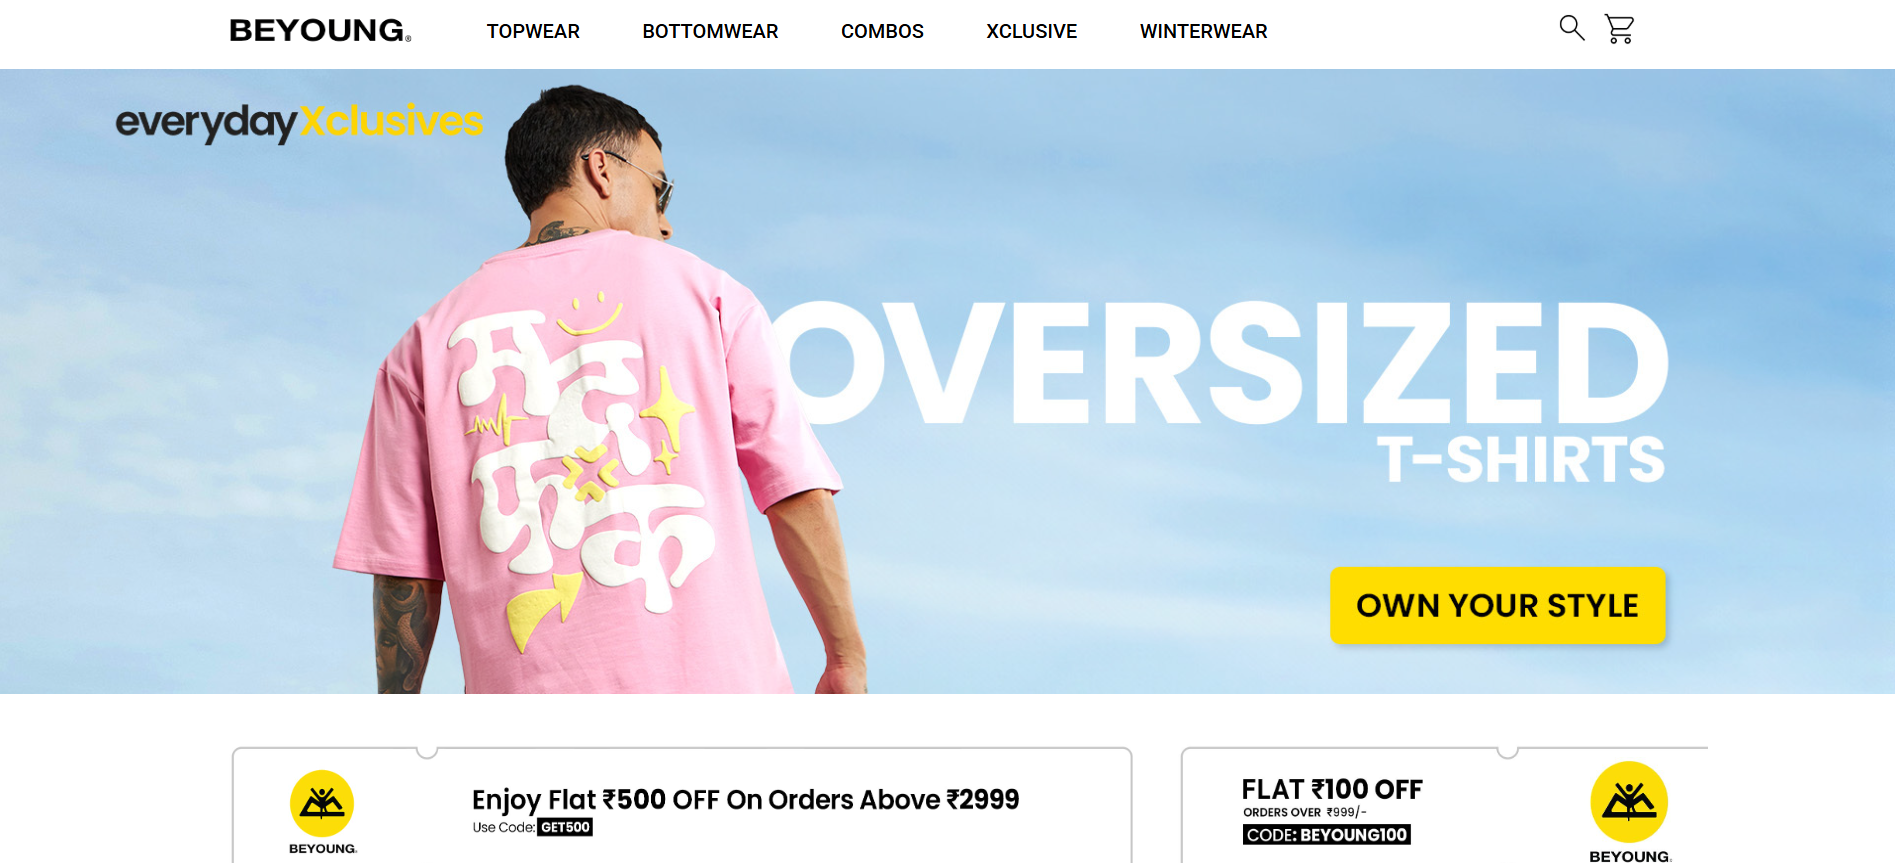 BEYOUNG®
TOPWEAR
BOTTOMWEAR
COMBOS
XCLUSIVE
WINTERWEAR
everydayXclusives
OVERSIZED
T-SHIRTS
OWN YOUR STYLE
BEYOUNG.
Enjoy Flat ₹500 OFF On Orders Above ₹2999
Use Code: GET500
FLAT ₹100 OFF
ORDERS OVER ₹999/-
CODE: BEYOUNG100
BEYOUNG.